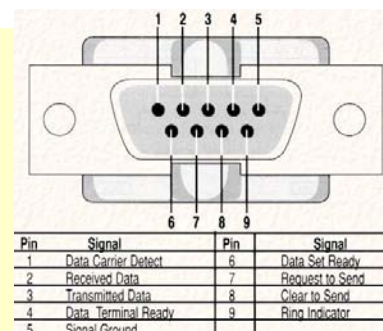 1 2 3 4 5
6 7 8 9
Pin Signal Pin Signal
1 Data Carrier Detect 6 Data Set Ready
2 Received Data 7 Request to Send
3 Transmitted Data 8 Clear to Send
4 Data Terminal Ready 9 Ring Indicator
5 Signal Ground